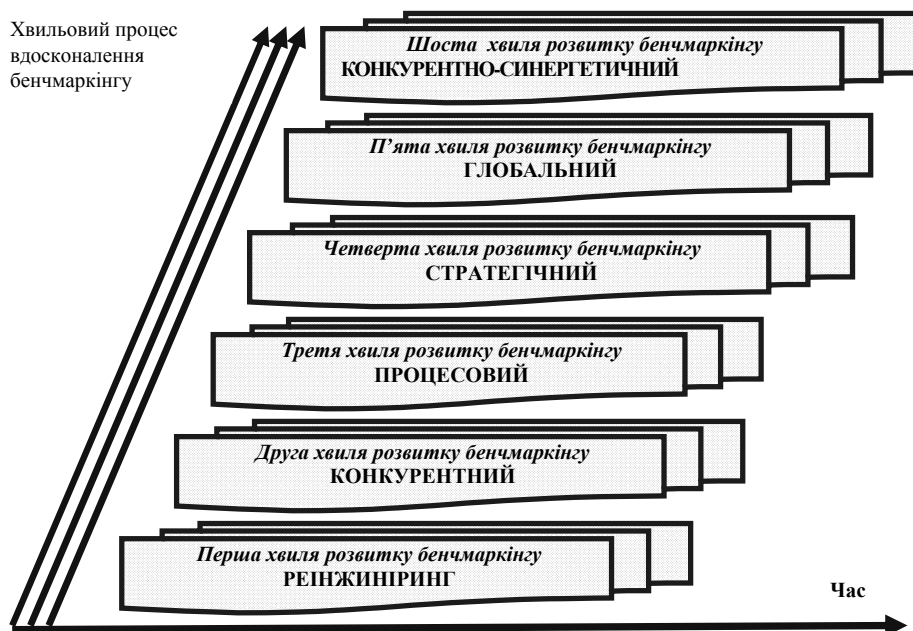 Хвильовий процес
вдосконалення
бенчмаркінгу
Шоста хвиля розвитку бенчмаркінгу
КОНКУРЕНТНО-СИНЕРГЕТИЧНИЙ
П’ята хвиля розвитку бенчмаркінгу
ГЛОБАЛЬНИЙ
Четверта хвиля розвитку бенчмаркінгу
СТРАТЕГІЧНИЙ
Третя хвиля розвитку бенчмаркінгу
ПРОЦЕСОВИЙ
Друга хвиля розвитку бенчмаркінгу
КОНКУРЕНТНИЙ
Перша хвиля розвитку бенчмаркінгу
РЕІНЖИНІРИНГ
Час